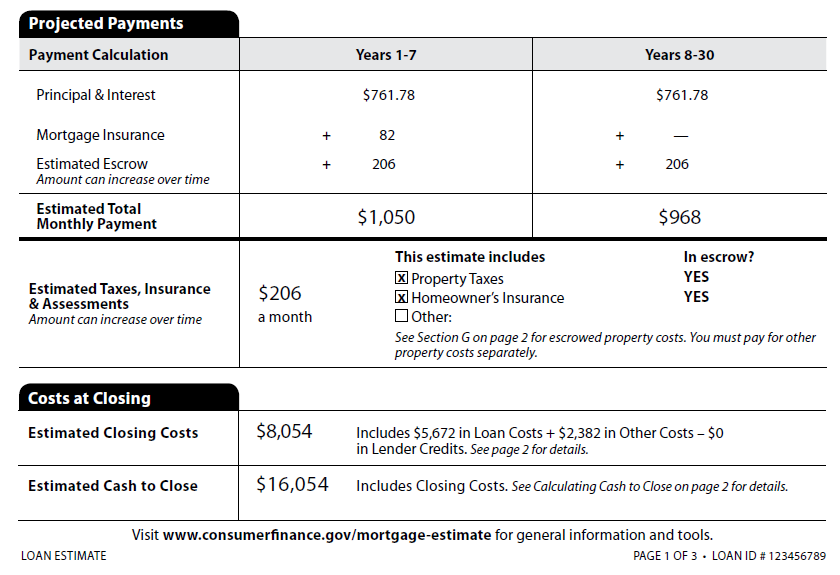 Projected Payments
Payment Calculation Years 1-7 Years 8-30
Principal & Interest $761.78 $761.78
Mortgage Insurance + 82 + —
Estimated Escrow + 206 + 206
Amount can increase over time
Estimated Total
Monthly Payment $1,050 $968
This estimate includes In escrow?
X Property Taxes YES
Estimated Taxes, Insurance
& Assessments
Amount can increase over time
$206
a month
X Homeowner’s Insurance YES
Other:
See Section G on page 2 for escrowed property costs. You must pay for other
property costs separately.
Costs at Closing
Estimated Closing Costs $8,054 Includes $5,672 in Loan Costs + $2,382 in Other Costs – $0
in Lender Credits. See page 2 for details.
Estimated Cash to Close $16,054 Includes Closing Costs. See Calculating Cash to Close on page 2 for details.
Visit www.consumerfinance.gov/mortgage-estimate for general information and tools.
LOAN ESTIMATE PAGE 1 OF 3 • LOAN ID # 123456789